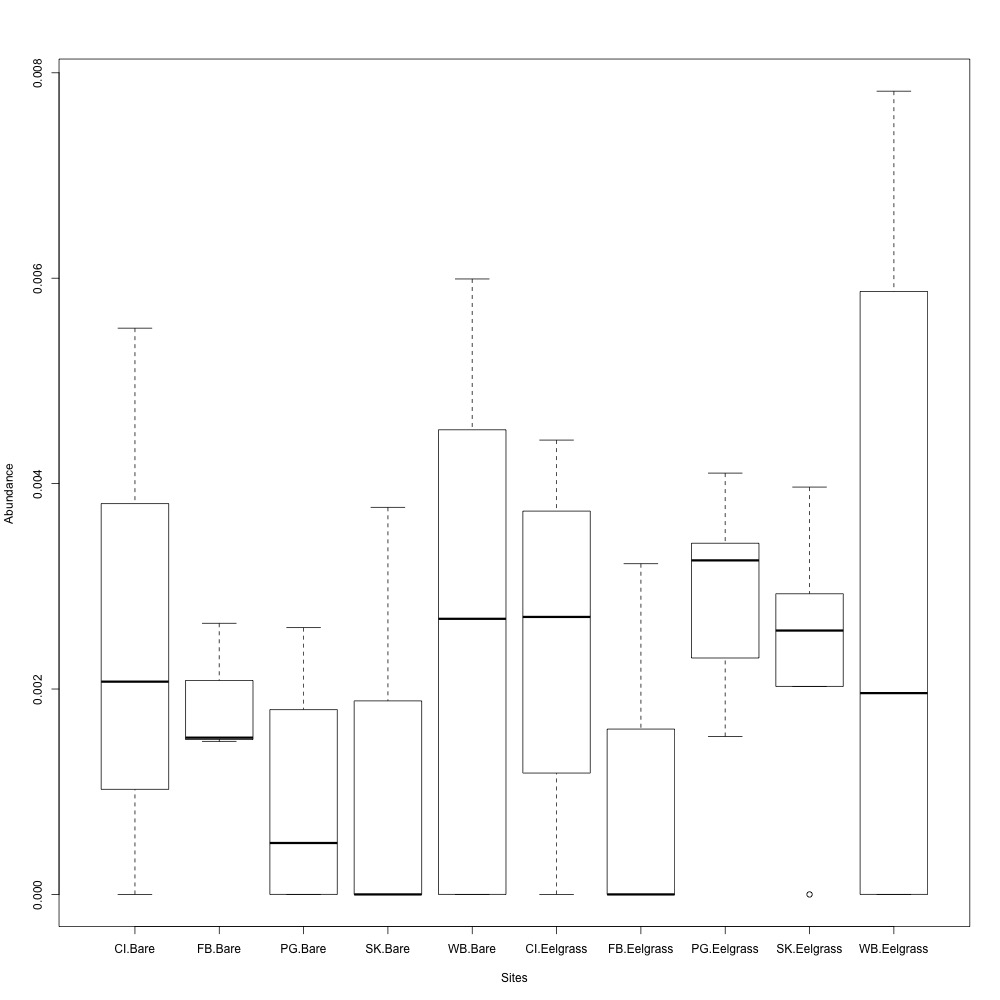 0.008
0.006
0.004
0.002
0.000
Abundance
CI.Bare FB.Bare PG.Bare SK.Bare WB.Bare CI.Eelgrass FB.Eelgrass PG.Eelgrass SK.Eelgrass WB.Eelgrass
Sites